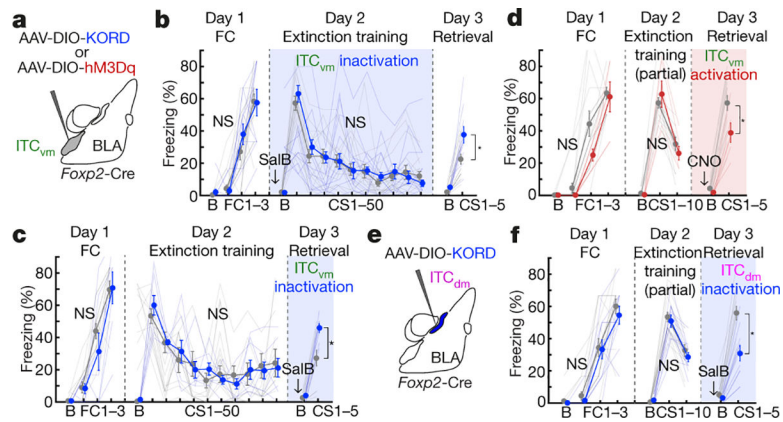 a
AAV-DIO-KORD
or
AAV-DIO-hM3Dq
ITCvm
BLA
Foxp2-Cre
b
Day 1
FC
Day 2
Extinction training
Day 3
Retrieval
ITCvm inactivation
Freezing (%)
80
60
40
20
0
NS
NS
SalB
*
B FC1–3
B
CS1–50
B CS1–5
d
Day 1
FC
Day 2
Extinction
training
(partial)
Day 3
Retrieval
ITCvm
activation
Freezing (%)
80
60
40
20
0
NS
NS
CNO
*
B FC1–3
BCS1–10
B CS1–5
c
Day 1
FC
Day 2
Extinction training
Day 3
Retrieval
ITCvm
inactivation
Freezing (%)
80
60
40
20
0
NS
NS
SalB
*
B FC1–3
B
CS1–50
B CS1–5
e
AAV-DIO-KORD
ITCdm
BLA
Foxp2-Cre
f
Day 1
FC
Day 2
Extinction
training
(partial)
Day 3
Retrieval
ITCdm
inactivation
Freezing (%)
80
60
40
20
0
NS
NS
SalB
*
B FC1–3
BCS1–10
B CS1–5